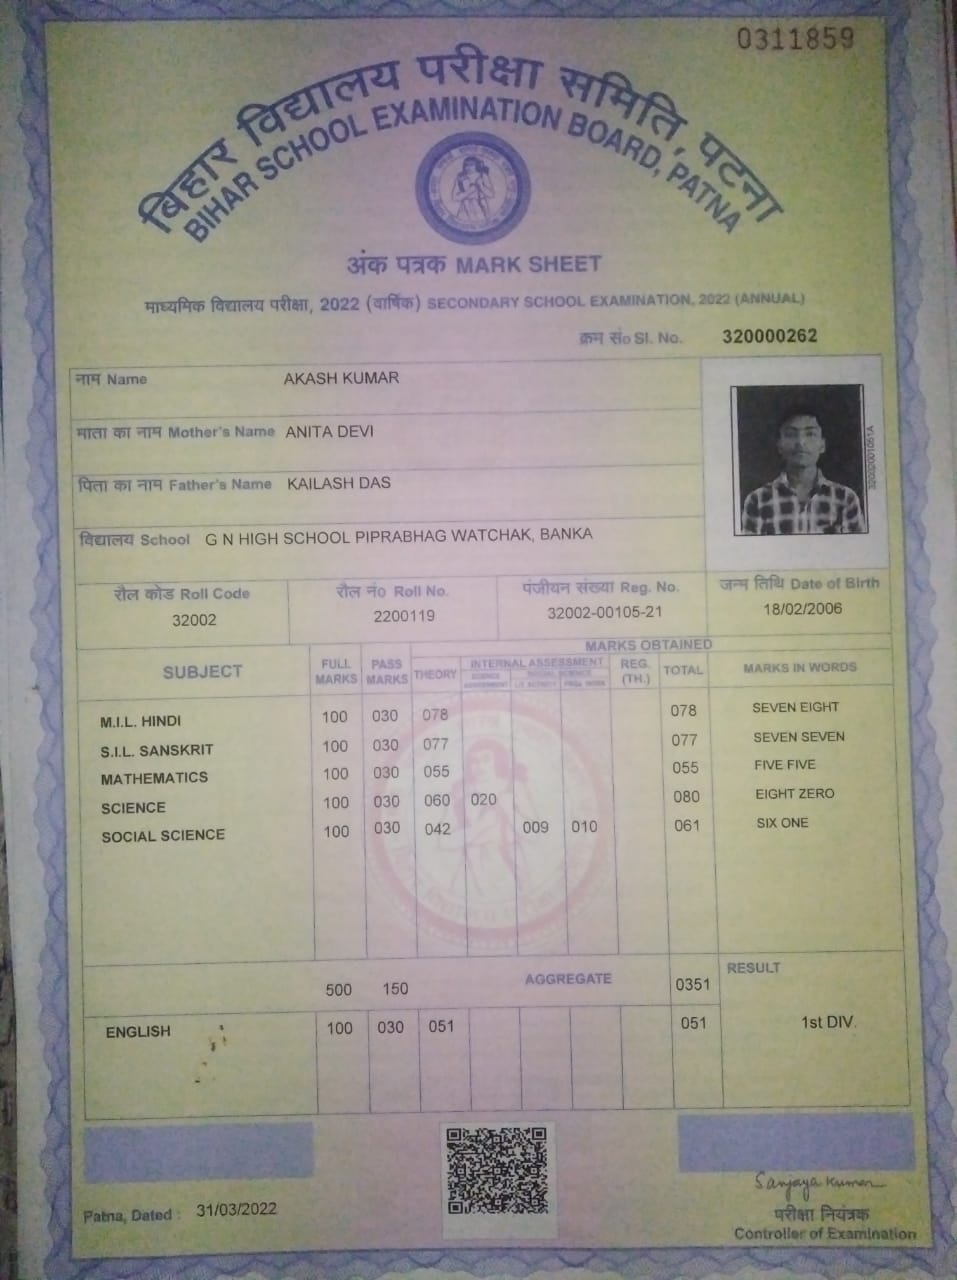 0311859
बिहार विद्यालय परीक्षा समिति, पटना
BIHAR SCHOOL EXAMINATION BOARD, PATNA
अंक पत्रक MARK SHEET
माध्यमिक विद्यालय परीक्षा, 2022 (वार्षिक) SECONDARY SCHOOL EXAMINATION, 2022 (ANNUAL)
क्रम सं० Sl. No. 320000262
नाम Name AKASH KUMAR
माता का नाम Mother's Name ANITA DEVI
पिता का नाम Father's Name KAILASH DAS
विद्यालय School G N HIGH SCHOOL PIPRABHAG WATCHAK, BANKA
रौल कोड Roll Code रौल नं० Roll No. पंजीयन संख्या Reg. No. जन्म तिथि Date of Birth
32002 2200119 32002-00105-21 18/02/2006
MARKS OBTAINED
SUBJECT FULL MARKS PASS MARKS THEORY INTERNAL ASSESSMENT REG. (TH.) TOTAL MARKS IN WORDS
M.I.L. HINDI 100 030 078 078 SEVEN EIGHT
S.I.L. SANSKRIT 100 030 077 077 SEVEN SEVEN
MATHEMATICS 100 030 055 055 FIVE FIVE
SCIENCE 100 030 060 020 080 EIGHT ZERO
SOCIAL SCIENCE 100 030 042 009 010 061 SIX ONE
500 150 AGGREGATE 0351 RESULT
ENGLISH 100 030 051 051 1st DIV.
Patna, Dated : 31/03/2022
Sanjaya Kumar
परीक्षा नियंत्रक
Controller of Examination